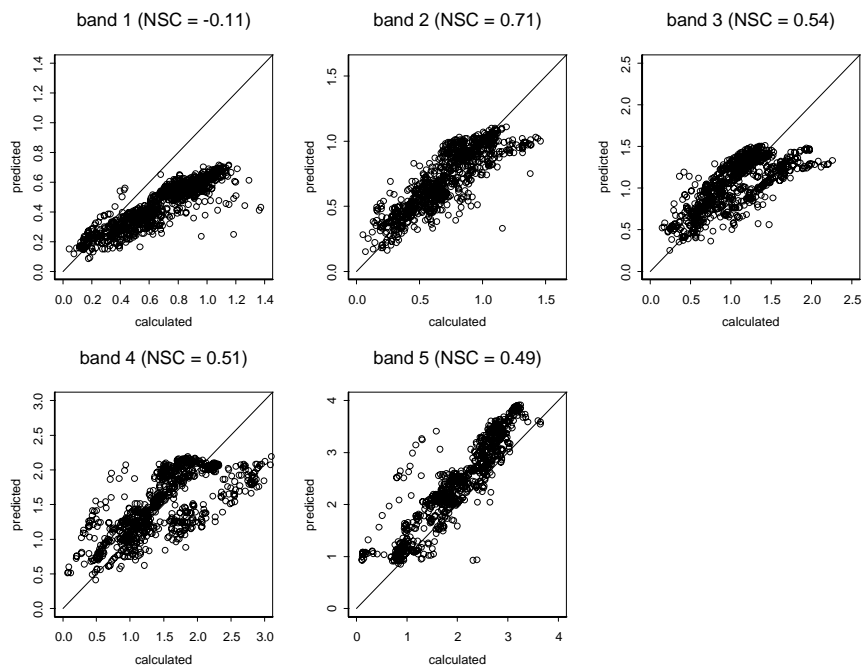 band 1 (NSC = -0.11)
predicted
0.0 0.2 0.4 0.6 0.8 1.0 1.2 1.4
0.0 0.2 0.4 0.6 0.8 1.0 1.2 1.4
calculated
band 2 (NSC = 0.71)
predicted
0.0 0.5 1.0 1.5
0.0 0.5 1.0 1.5
calculated
band 3 (NSC = 0.54)
predicted
0.0 0.5 1.0 1.5 2.0 2.5
0.0 0.5 1.0 1.5 2.0 2.5
calculated
band 4 (NSC = 0.51)
predicted
0.0 0.5 1.0 1.5 2.0 2.5 3.0
0.0 0.5 1.0 1.5 2.0 2.5 3.0
calculated
band 5 (NSC = 0.49)
predicted
0 1 2 3 4
0 1 2 3 4
calculated